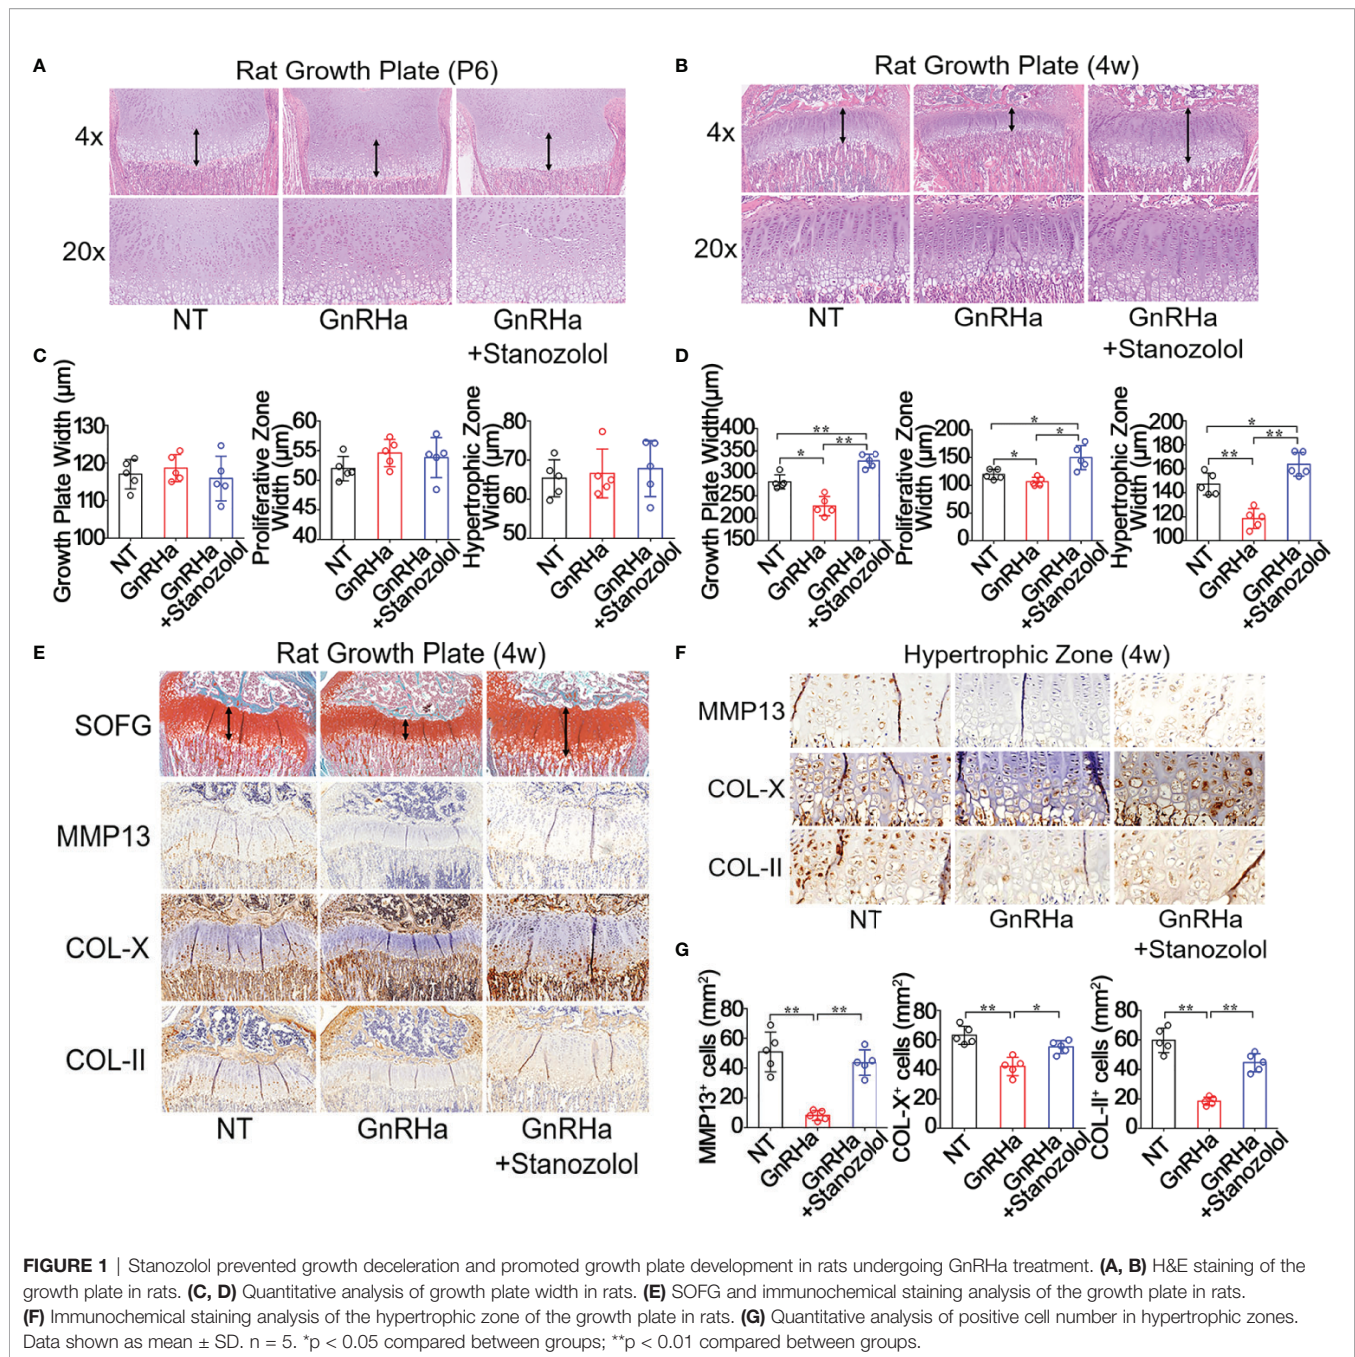 A
Rat Growth Plate (P6)
4x
20x
NT
GnRHa
GnRHa
+Stanozolol
B
Rat Growth Plate (4w)
4x
20x
NT
GnRHa
GnRHa
+Stanozolol
C
Growth Plate Width (μm)
130
120
110
100
NT
GnRHa
GnRHa
+Stanozolol
Proliferative Zone
Width (μm)
60
55
50
45
40
NT
GnRHa
GnRHa
+Stanozolol
Hypertrophic Zone
Width (μm)
80
70
60
50
NT
GnRHa
GnRHa
+Stanozolol
D
Growth Plate Width(μm)
400
350
300
250
200
150
**
*
**
NT
GnRHa
GnRHa
+Stanozolol
Proliferative Zone
Width (μm)
200
150
100
50
0
*
*
*
NT
GnRHa
GnRHa
+Stanozolol
Hypertrophic Zone
Width (μm)
200
180
160
140
120
100
*
**
**
NT
GnRHa
GnRHa
+Stanozolol
E
Rat Growth Plate (4w)
SOFG
MMP13
COL-X
COL-II
NT
GnRHa
GnRHa
+Stanozolol
F
Hypertrophic Zone (4w)
MMP13
COL-X
COL-II
NT
GnRHa
GnRHa
+Stanozolol
G
MMP13⁺ cells (mm²)
80
60
40
20
0
**
**
NT
GnRHa
GnRHa
+Stanozolol
COL-X⁺ cells (mm²)
80
60
40
20
0
**
*
NT
GnRHa
GnRHa
+Stanozolol
COL-II⁺ cells (mm²)
80
60
40
20
0
**
**
NT
GnRHa
GnRHa
+Stanozolol
FIGURE 1 | Stanozolol prevented growth deceleration and promoted growth plate development in rats undergoing GnRHa treatment. (A, B) H&E staining of the
growth plate in rats. (C, D) Quantitative analysis of growth plate width in rats. (E) SOFG and immunochemical staining analysis of the growth plate in rats.
(F) Immunochemical staining analysis of the hypertrophic zone of the growth plate in rats. (G) Quantitative analysis of positive cell number in hypertrophic zones.
Data shown as mean ± SD. n = 5. *p < 0.05 compared between groups; **p < 0.01 compared between groups.